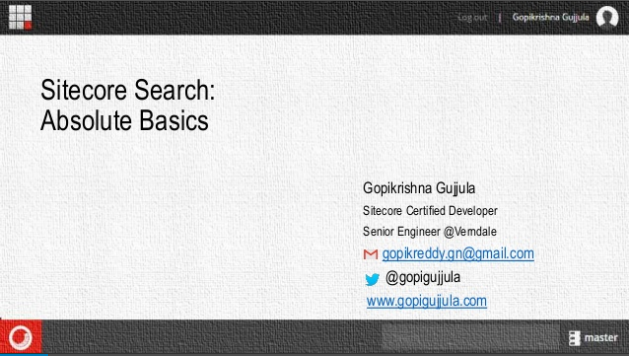 Log out | Gopikrishna Gujjula
Sitecore Search:
Absolute Basics
Gopikrishna Gujjula
Sitecore Certified Developer
Senior Engineer @Verndale
gopikreddy.gn@gmail.com
@gopigujjula
www.gopigujjula.com
master